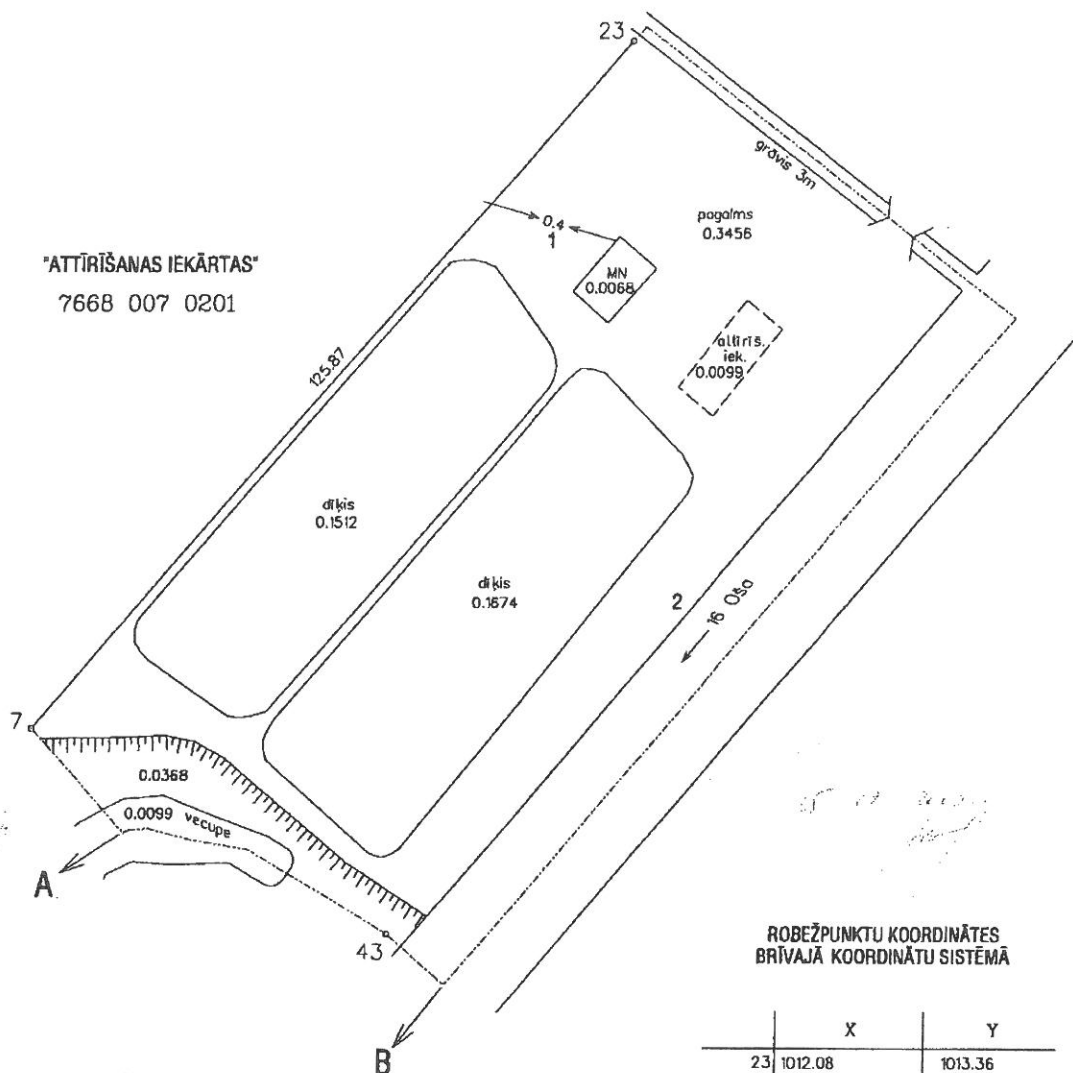 23
grāvis 3m
pagalms
0.3456
0.4
1
MN
0.0068
"ATTĪRĪŠANAS IEKĀRTAS"
7668 007 0201
attīrīš.
iek.
0.0099
125.87
dīķis
0.1512
dīķis
0.1674
2
16 Oša
7
0.0368
0.0099 vecupe
A
43
B
ROBEŽPUNKTU KOORDINĀTES
BRĪVAJĀ KOORDINĀTU SISTĒMĀ
X Y
23 1012.08 1013.36